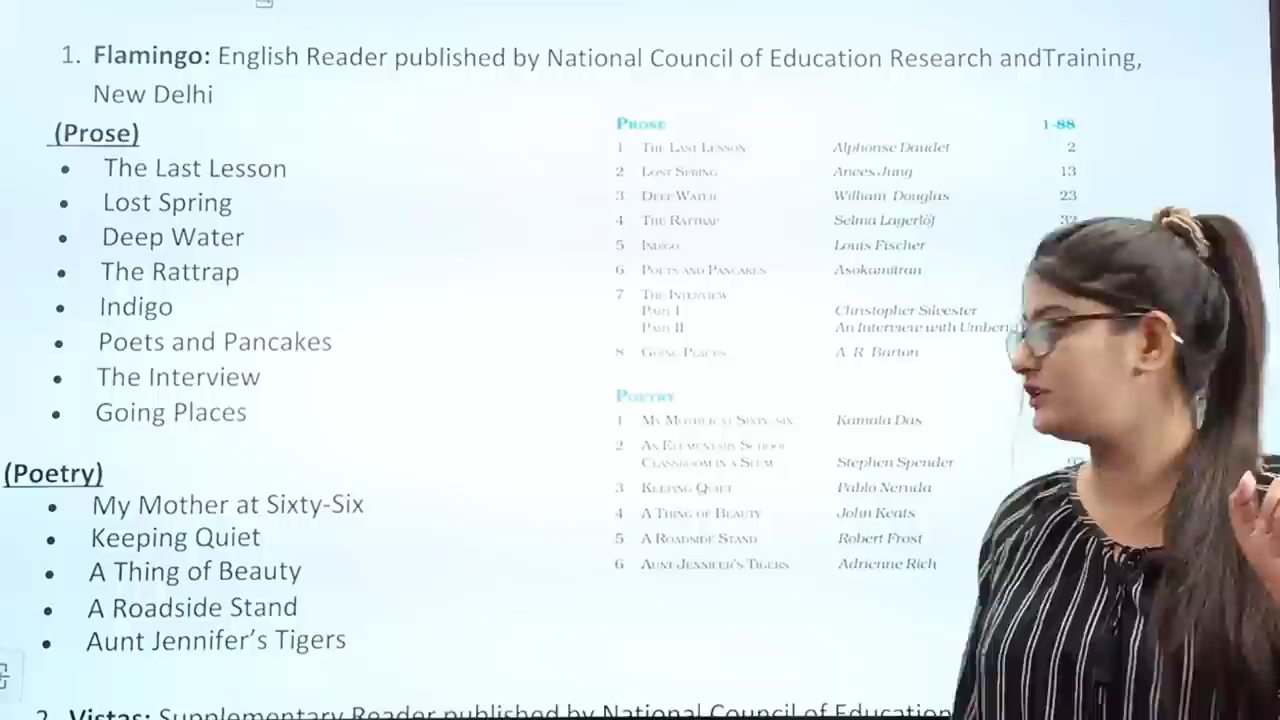 1. Flamingo: English Reader published by National Council of Education Research andTraining,
New Delhi
(Prose)
• The Last Lesson
• Lost Spring
• Deep Water
• The Rattrap
• Indigo
• Poets and Pancakes
• The Interview
• Going Places
(Poetry)
• My Mother at Sixty-Six
• Keeping Quiet
• A Thing of Beauty
• A Roadside Stand
• Aunt Jennifer's Tigers
PROSE 1-88
1 THE LAST LESSON Alphonse Daudet 2
2 LOST SPRING Anees Jung 13
3 DEEP WATER William Douglas 23
4 THE RATTRAP Selma Lagerlöf 32
5 INDIGO Louis Fischer
6 POETS AND PANCAKES Asokamitran
7 THE INTERVIEW
PART I Christopher Silvester
PART II An Interview with
8 GOING PLACES A. R. Barton
POETRY
1 MY MOTHER AT SIXTY-SIX Kamala Das
2 AN ELEMENTARY SCHOOL
CLASSROOM IN A SLUM Stephen Spender
3 KEEPING QUIET Pablo Neruda
4 A THING OF BEAUTY John Keats
5 A ROADSIDE STAND Robert Frost
6 AUNT JENNIFER'S TIGERS Adrienne Rich
2. Vistas: Supplementary Reader published by National Council of Education